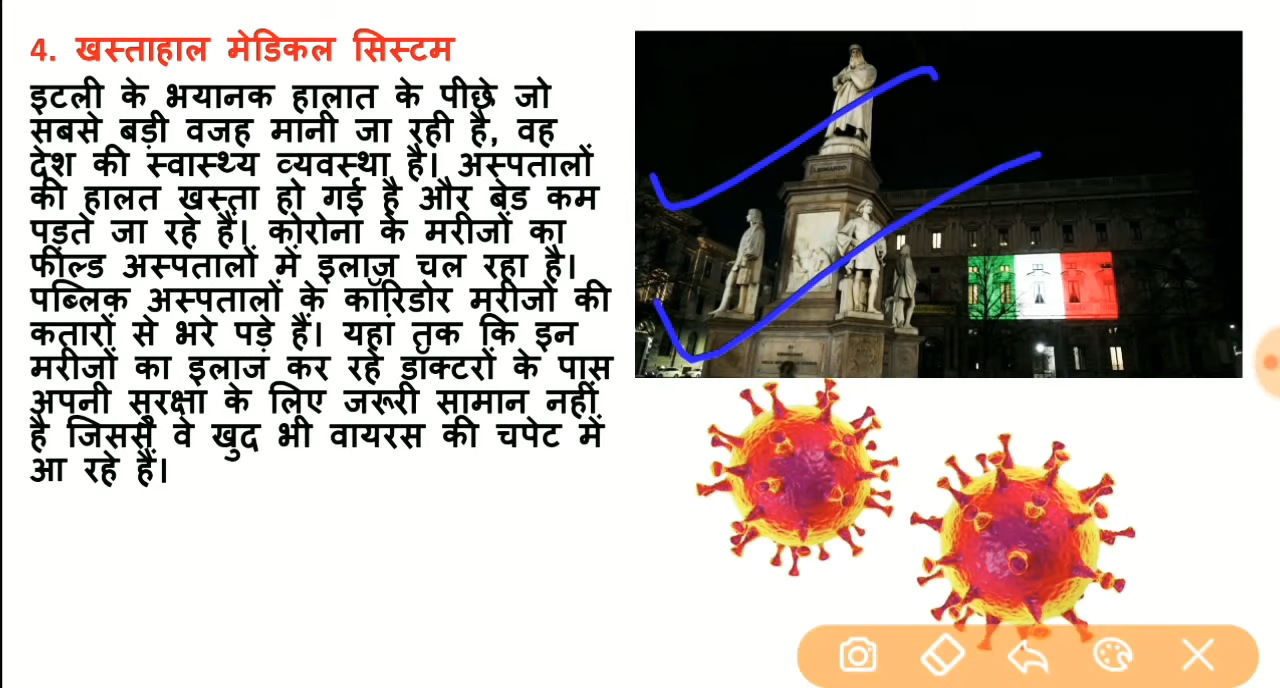 4. खस्ताहाल मेडिकल सिस्टम
इटली के भयानक हालात के पीछे जो
सबसे बड़ी वजह मानी जा रही है, वह
देश की स्वास्थ्य व्यवस्था है। अस्पतालों
की हालत खस्ता हो गई है और बेड कम
पड़ते जा रहे हैं। कोरोना के मरीजों का
फील्ड अस्पतालों में इलाज चल रहा है।
पब्लिक अस्पतालों के कॉरिडोर मरीजों की
कतारों से भरे पड़े हैं। यहां तक कि इन
मरीजों का इलाज कर रहे डॉक्टरों के पास
अपनी सुरक्षा के लिए जरूरी सामान नहीं
है जिससे वे खुद भी वायरस की चपेट में
आ रहे हैं।